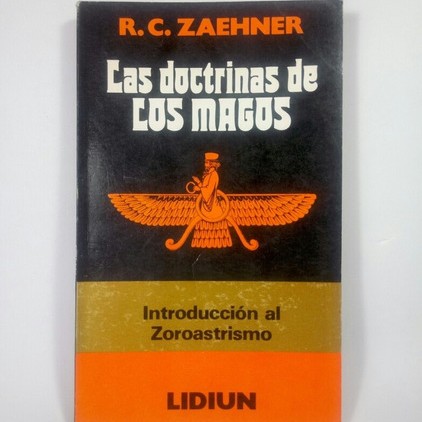 R. C. ZAEHNER
Las doctrinas de
LOS MAGOS
Introducción al
Zoroastrismo
LIDIUN